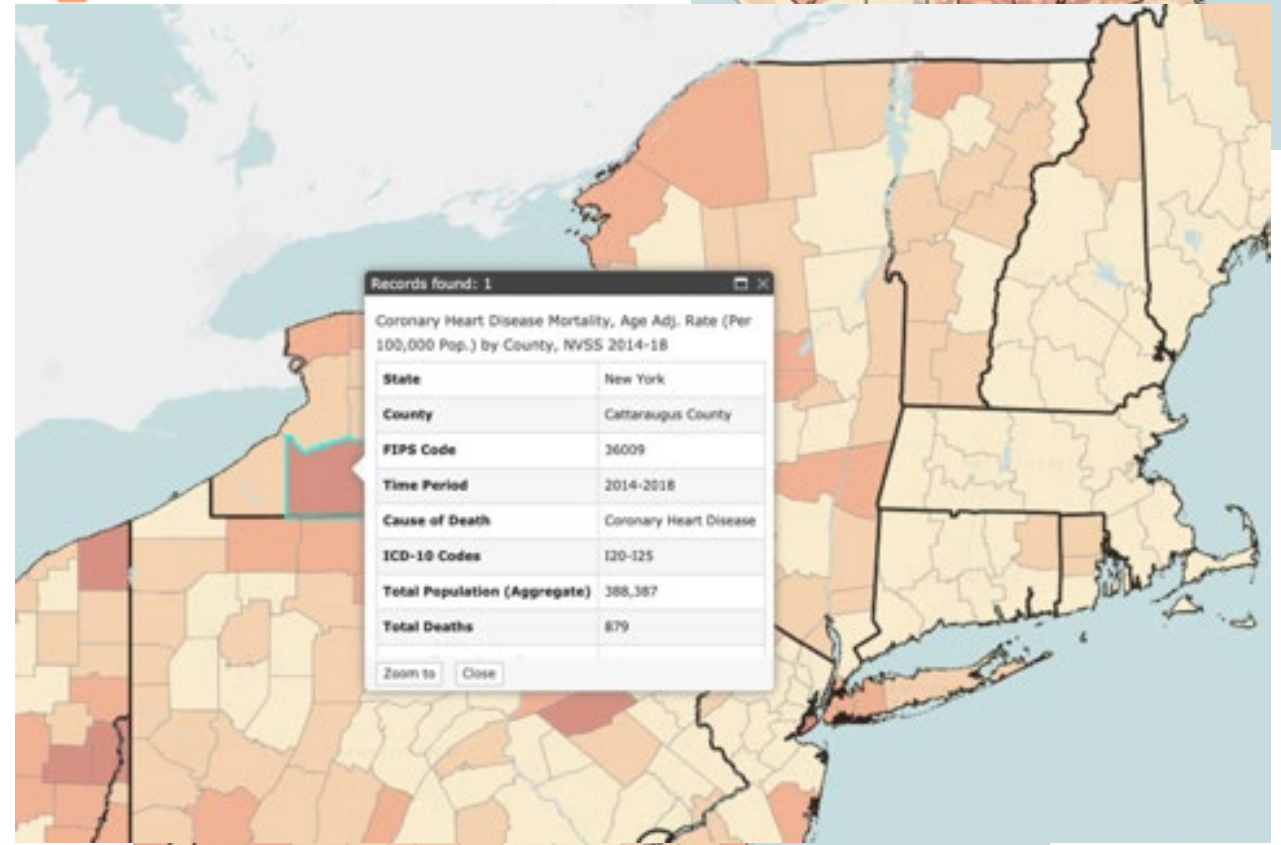 Records found: 1
Coronary Heart Disease Mortality, Age Adj. Rate (Per
100,000 Pop.) by County, NVSS 2014-18
State New York
County Cattaraugus County
FIPS Code 36009
Time Period 2014-2018
Cause of Death Coronary Heart Disease
ICD-10 Codes I20-I25
Total Population (Aggregate) 388,387
Total Deaths 879
Zoom to Close